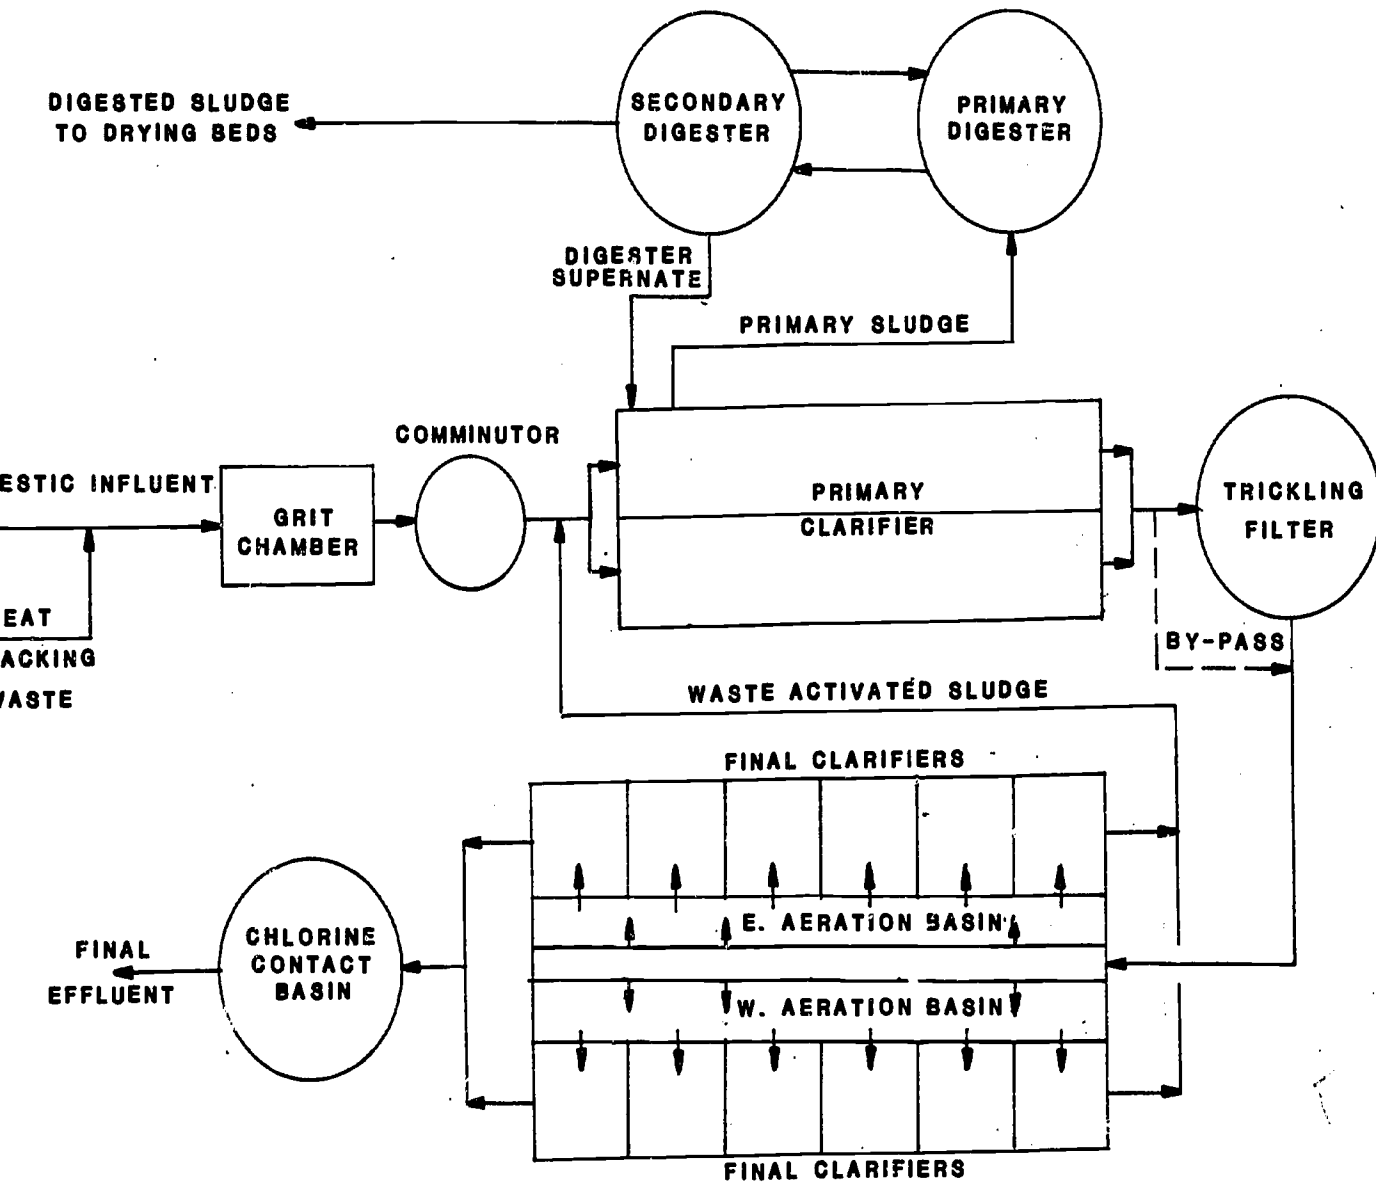 DIGESTED SLUDGE
TO DRYING BEDS
SECONDARY
DIGESTER
PRIMARY
DIGESTER
DIGESTER
SUPERNATE
PRIMARY SLUDGE
COMMINUTOR
ESTIC INFLUENT
GRIT
CHAMBER
PRIMARY
CLARIFIER
TRICKLING
FILTER
EAT
ACKING
WASTE
BY-PASS
WASTE ACTIVATED SLUDGE
FINAL CLARIFIERS
E. AERATION BASIN
CHLORINE
CONTACT
BASIN
FINAL
EFFLUENT
W. AERATION BASIN
FINAL CLARIFIERS